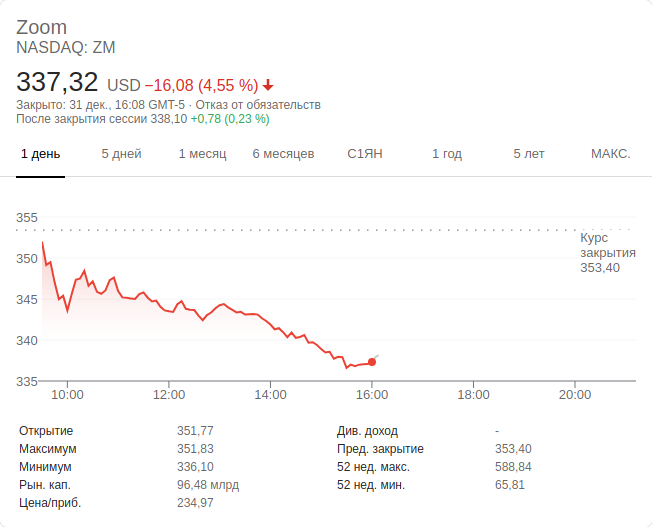 Zoom
NASDAQ: ZM
337,32 USD −16,08 (4,55 %)
Закрыто: 31 дек., 16:08 GMT-5 · Отказ от обязательств
После закрытия сессии 338,10 +0,78 (0,23 %)
1 день 5 дней 1 месяц 6 месяцев С1ЯН 1 год 5 лет МАКС.
355
Курс
закрытия
353,40
350
345
340
335
10:00 12:00 14:00 16:00 18:00 20:00
Открытие 351,77 Див. доход -
Максимум 351,83 Пред. закрытие 353,40
Минимум 336,10 52 нед. макс. 588,84
Рын. кап. 96,48 млрд 52 нед. мин. 65,81
Цена/приб. 234,97